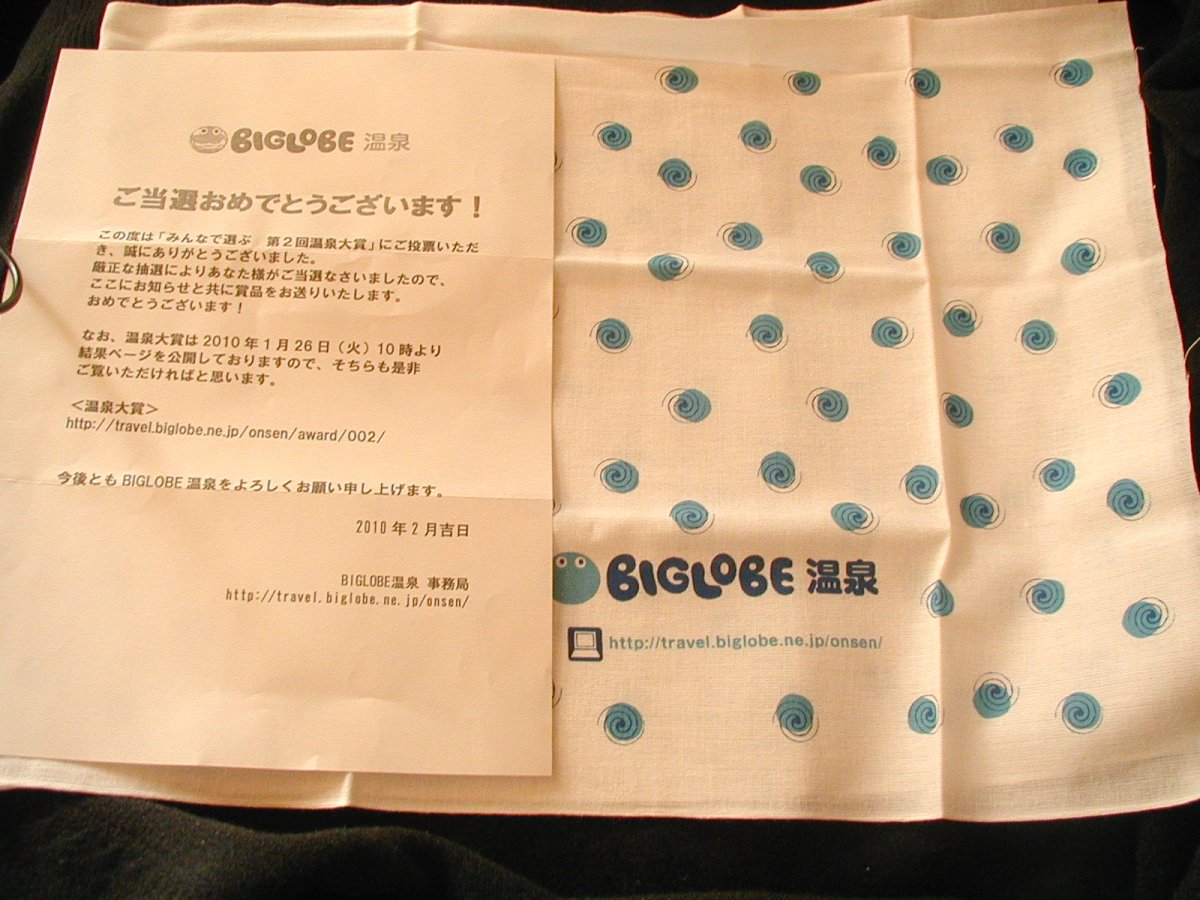 BIGLOBE 温泉
ご当選おめでとうございます！
この度は「みんなで選ぶ　第２回温泉大賞」にご投票いただ
き、誠にありがとうございました。
厳正な抽選によりあなた様がご当選なさいましたので、
ここにお知らせと共に賞品をお送りいたします。
おめでとうございます！
なお、温泉大賞は 2010 年 1 月 26 日（火）10 時より
結果ページを公開しておりますので、そちらも是非
ご覧いただければと思います。
＜温泉大賞＞
http://travel.biglobe.ne.jp/onsen/award/002/
今後とも BIGLOBE 温泉をよろしくお願い申し上げます。
2010 年 2 月吉日
BIGLOBE温泉 事務局
http://travel.biglobe.ne.jp/onsen/
BIGLOBE 温泉
http://travel.biglobe.ne.jp/onsen/